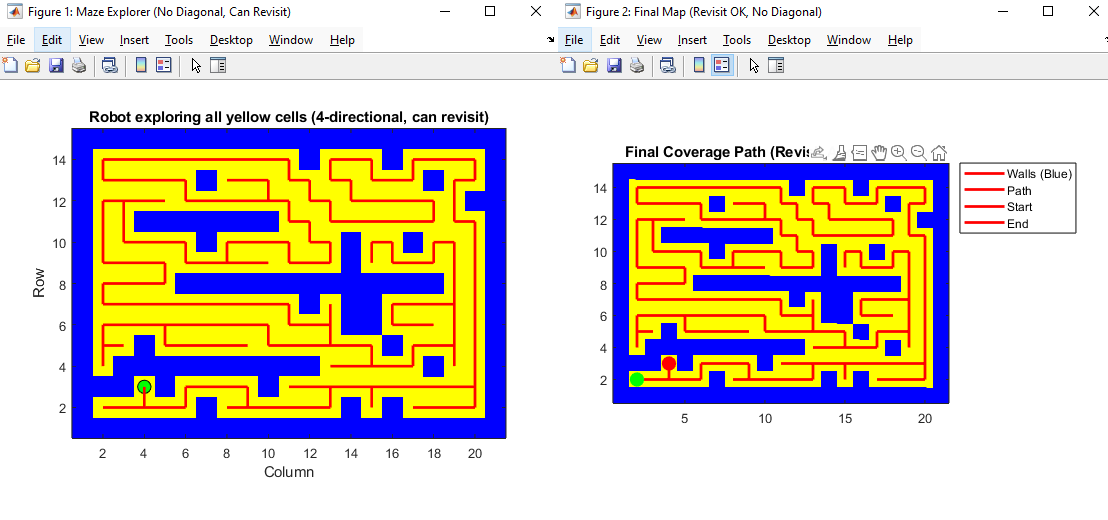 Figure 1: Maze Explorer (No Diagonal, Can Revisit)
File Edit View Insert Tools Desktop Window Help
Robot exploring all yellow cells (4-directional, can revisit)
14
12
10
8
6
4
2
Row
2 4 6 8 10 12 14 16 18 20
Column
Figure 2: Final Map (Revisit OK, No Diagonal)
File Edit View Insert Tools Desktop Window Help
Final Coverage Path (Revis
14
12
10
8
6
4
2
5 10 15 20
Walls (Blue)
Path
Start
End